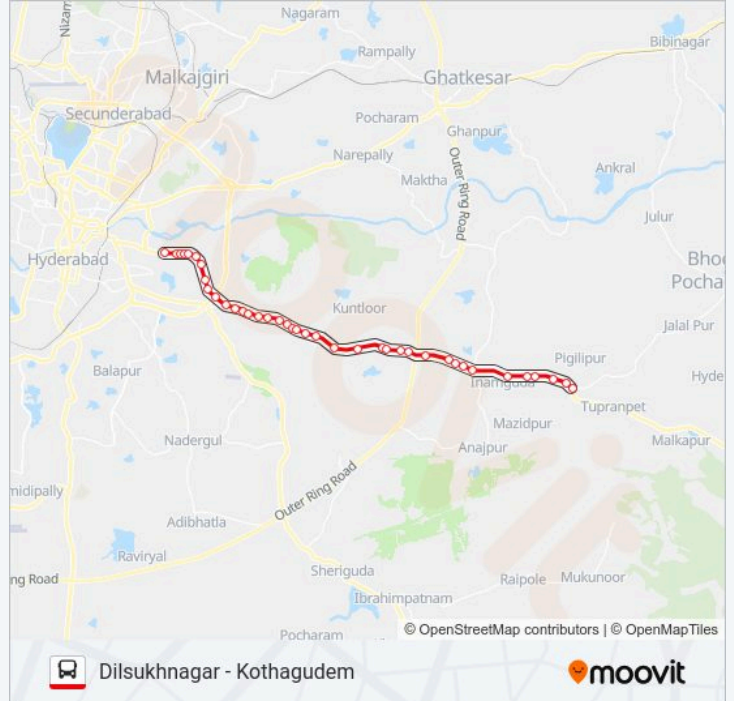 Nagaram
Nizam
Bibinagar
Rampally
Malkajgiri
Ghatkesar
Secunderabad
Pocharam
Ghanpur
Narepally
Outer Ring Road
Ankral
Maktha
Julur
Hyderabad
Bhoo
Pocha
Kuntloor
Jalal Pur
Pigilipur
Balapur
Inamguda
Hyde
Tupranpet
Mazidpur
Nadergul
Anajpur
Malkapur
midipally
Outer Ring Road
Adibhatla
Raviryal
Sheriguda
ng Road
Raipole
Mukunoor
Ibrahimpatnam
Pocharam
© OpenStreetMap contributors | © OpenMapTiles
Dilsukhnagar - Kothagudem
moovit